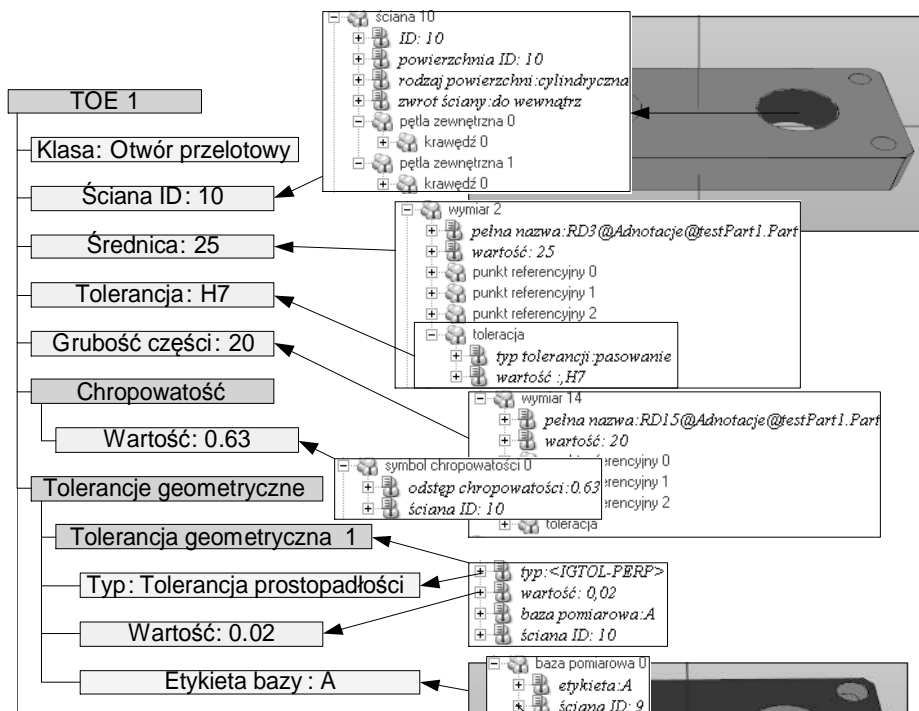 ściana 10
ID: 10
powierzchnia ID: 10
rodzaj powierzchni:cylindryczna
zwrot ściany:do wewnątrz
pętla zewnętrzna 0
krawędź 0
pętla zewnętrzna 1
krawędź 0
TOE 1
Klasa: Otwór przelotowy
Ściana ID: 10
Średnica: 25
Tolerancja: H7
Grubość części: 20
Chropowatość
Wartość: 0.63
Tolerancje geometryczne
Tolerancja geometryczna 1
Typ: Tolerancja prostopadłości
Wartość: 0.02
Etykieta bazy : A
wymiar 2
pełna nazwa:RD3@Adnotacje@testPart1.Part
wartość: 25
punkt referencyjny 0
punkt referencyjny 1
punkt referencyjny 2
toleracja
typ tolerancji:pasowanie
wartość :,H7
wymiar 14
pełna nazwa:RD15@Adnotacje@testPart1.Part
wartość: 20
erencyjny 0
erencyjny 1
erencyjny 2
toleracja
symbol chropowatości 0
odstęp chropowatości:0.63
ściana ID: 10
typ:<IGTOL-PERP>
wartość: 0,02
baza pomiarowa:A
ściana ID: 10
baza pomiarowa 0
etykieta:A
ściana ID: 9